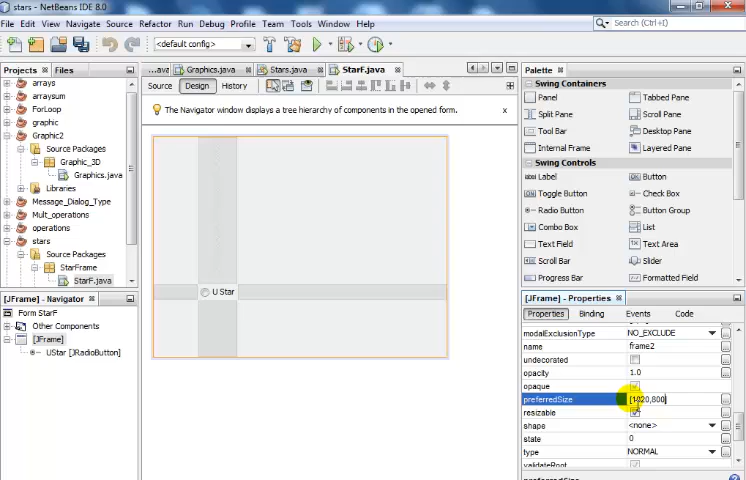 stars - NetBeans IDE 8.0
File Edit View Navigate Source Refactor Run Debug Profile Team Tools Window Help
Search (Ctrl+I)
<default config>
Projects
Files
arrays
arraysum
ForLoop
graphic
Graphic2
Source Packages
Graphic_3D
Graphics.java
Libraries
Message_Dialog_Type
Mult_operations
operations
stars
Source Packages
StarFrame
StarF.java
[JFrame] - Navigator
Form StarF
Other Components
[JFrame]
UStar [JRadioButton]
...ava Graphics.java Stars.java StarF.java
Source Design History
The Navigator window displays a tree hierarchy of components in the opened form.
U Star
Palette
Swing Containers
Panel Tabbed Pane
Split Pane Scroll Pane
Tool Bar Desktop Pane
Internal Frame Layered Pane
Swing Controls
Label Button
Toggle Button Check Box
Radio Button Button Group
Combo Box List
Text Field Text Area
Scroll Bar Slider
Progress Bar Formatted Field
[JFrame] - Properties
Properties Binding Events Code
modalExclusionType NO_EXCLUDE
name frame2
undecorated
opacity 1.0
opaque
preferredSize [1020,800]
resizable
shape <none>
state 0
type NORMAL
validateRoot
preferredSize